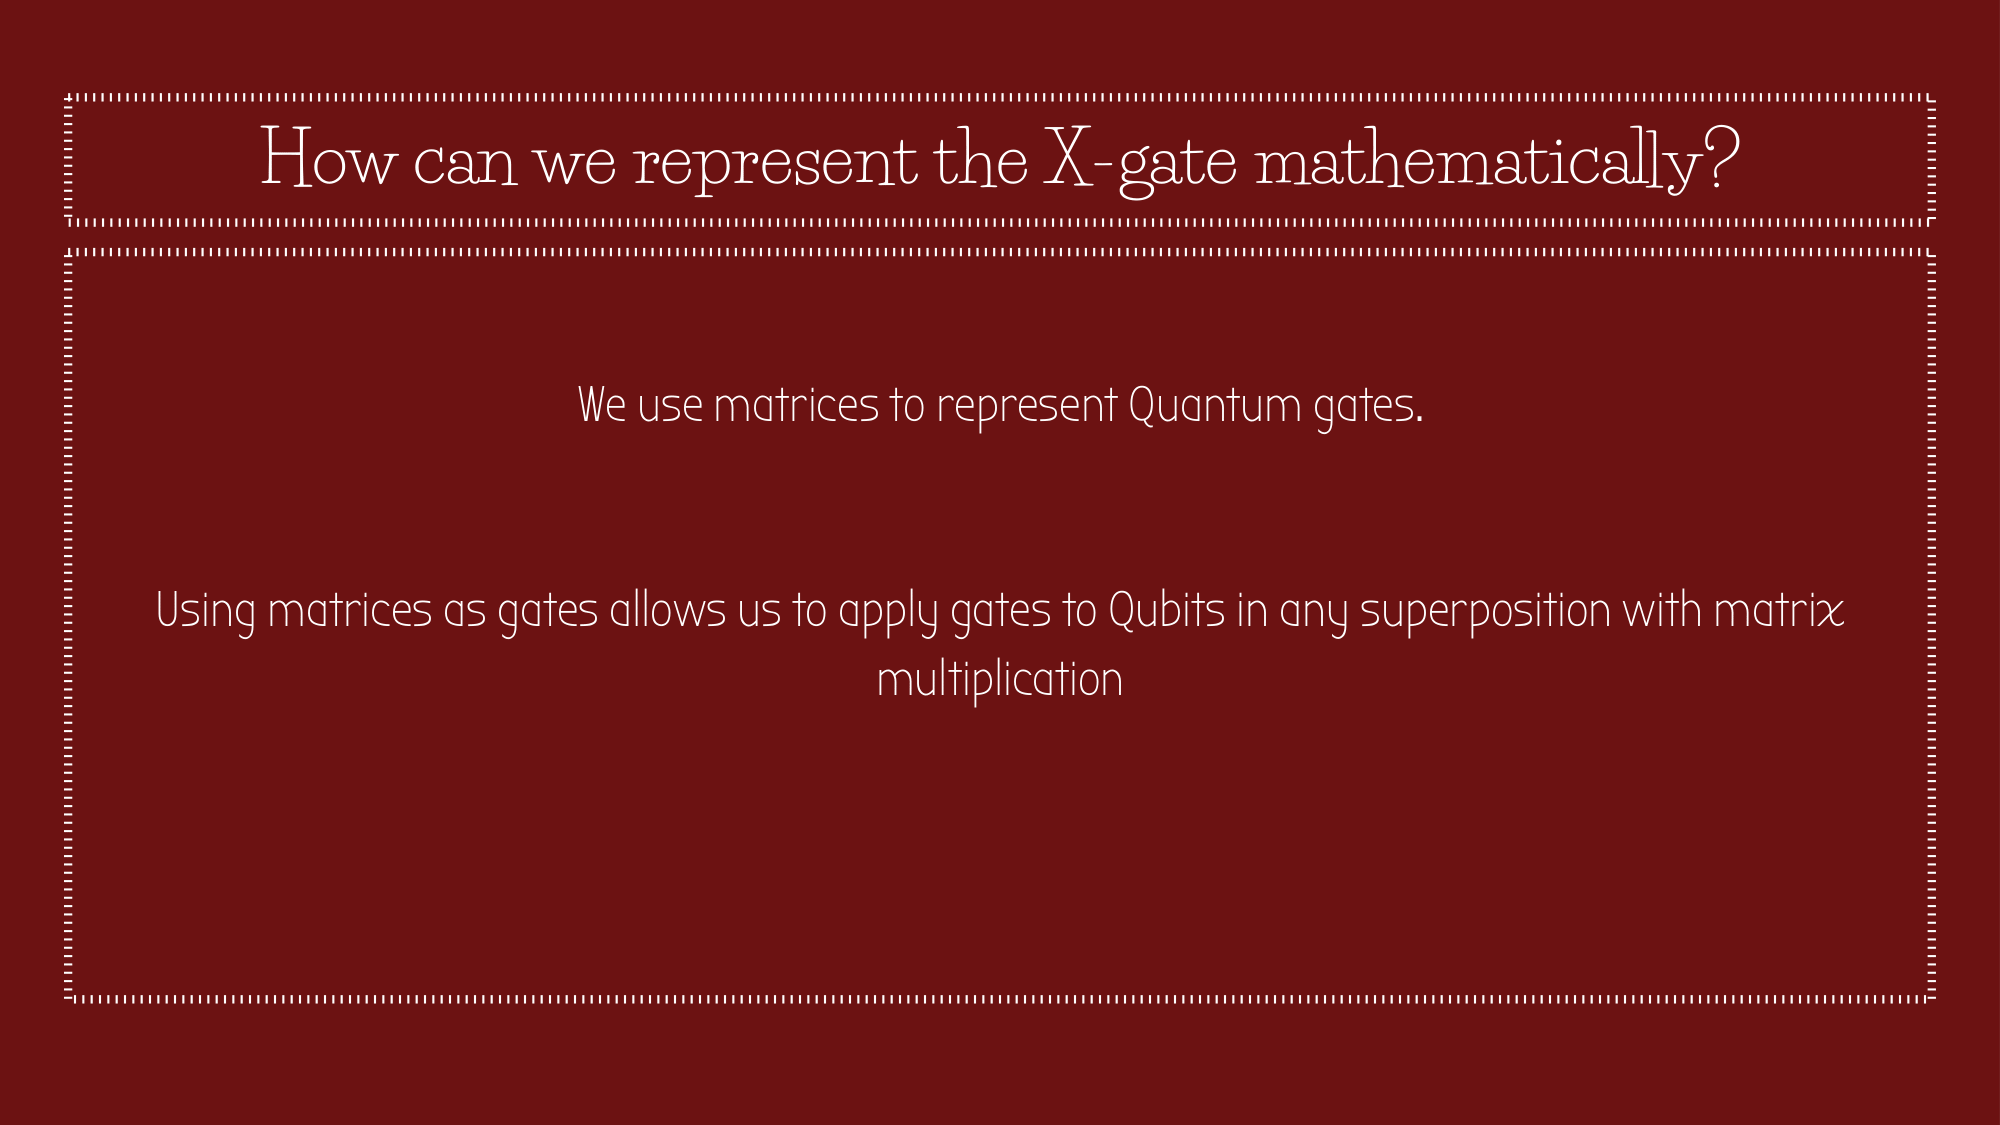 How can we represent the X-gate mathematically?
We use matrices to represent Quantum gates.
Using matrices as gates allows us to apply gates to Qubits in any superposition with matrix
multiplication